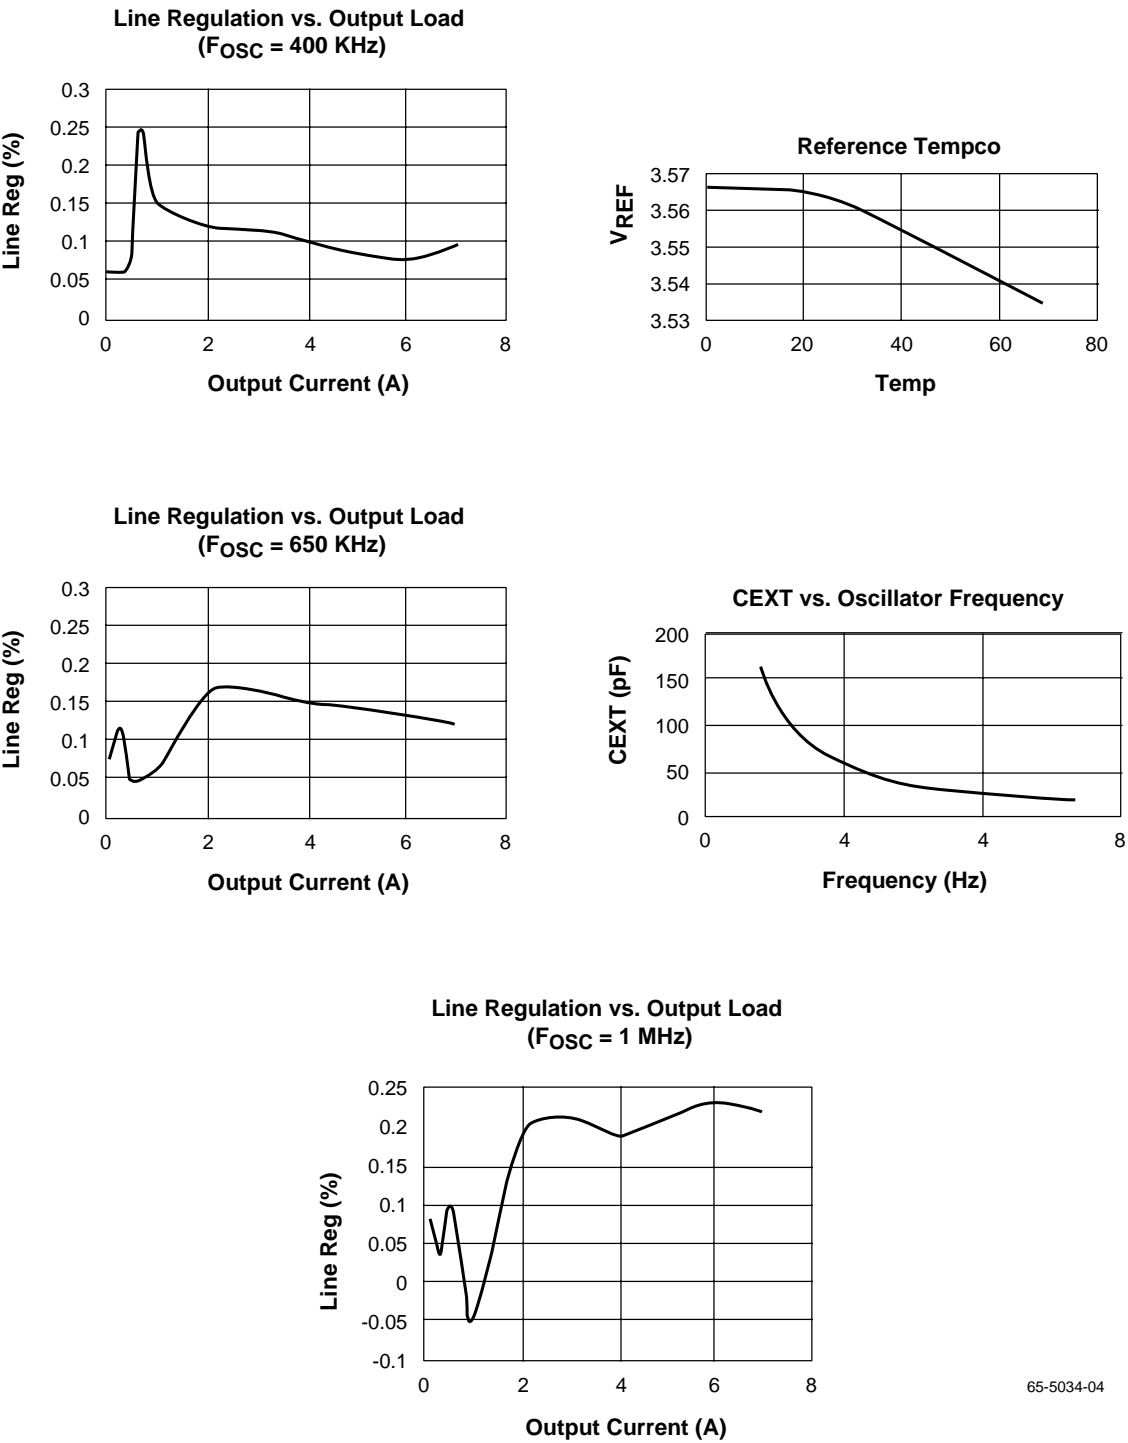 Line Regulation vs. Output Load
(FOSC = 400 KHz)
0.3
0.25
0.2
0.15
0.1
0.05
0
Line Reg (%)
0 2 4 6 8
Output Current (A)
Reference Tempco
3.57
3.56
3.55
3.54
3.53
VREF
0 20 40 60 80
Temp
Line Regulation vs. Output Load
(FOSC = 650 KHz)
0.3
0.25
0.2
0.15
0.1
0.05
0
Line Reg (%)
0 2 4 6 8
Output Current (A)
CEXT vs. Oscillator Frequency
200
150
100
50
0
CEXT (pF)
0 4 4 8
Frequency (Hz)
Line Regulation vs. Output Load
(FOSC = 1 MHz)
0.25
0.2
0.15
0.1
0.05
0
-0.05
-0.1
Line Reg (%)
0 2 4 6 8
Output Current (A)
65-5034-04